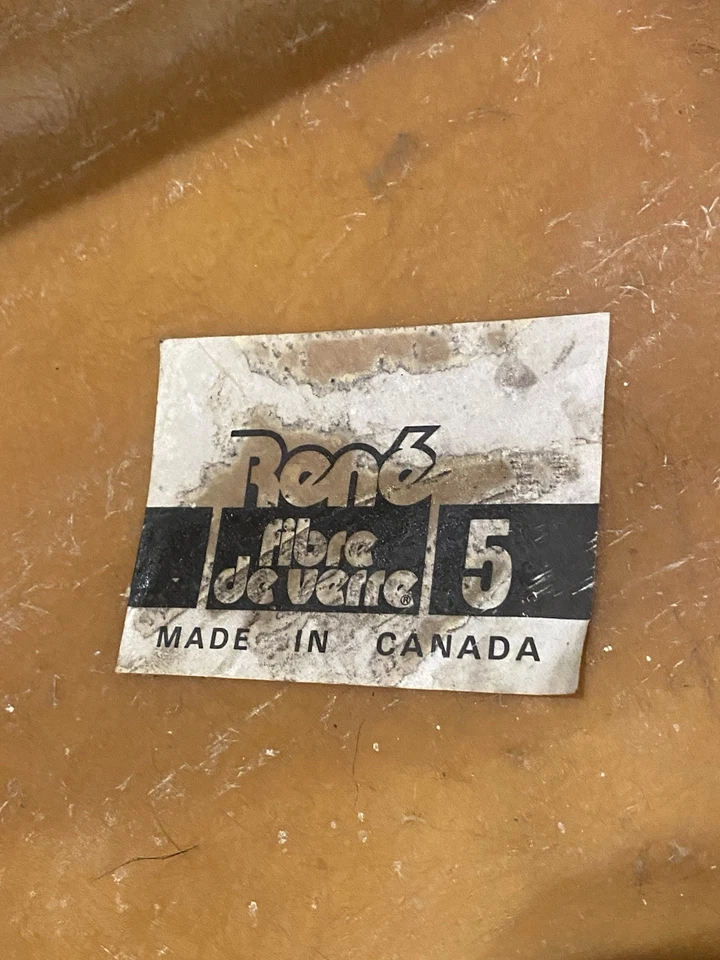 René
fibre
de verre® 5
MADE IN CANADA